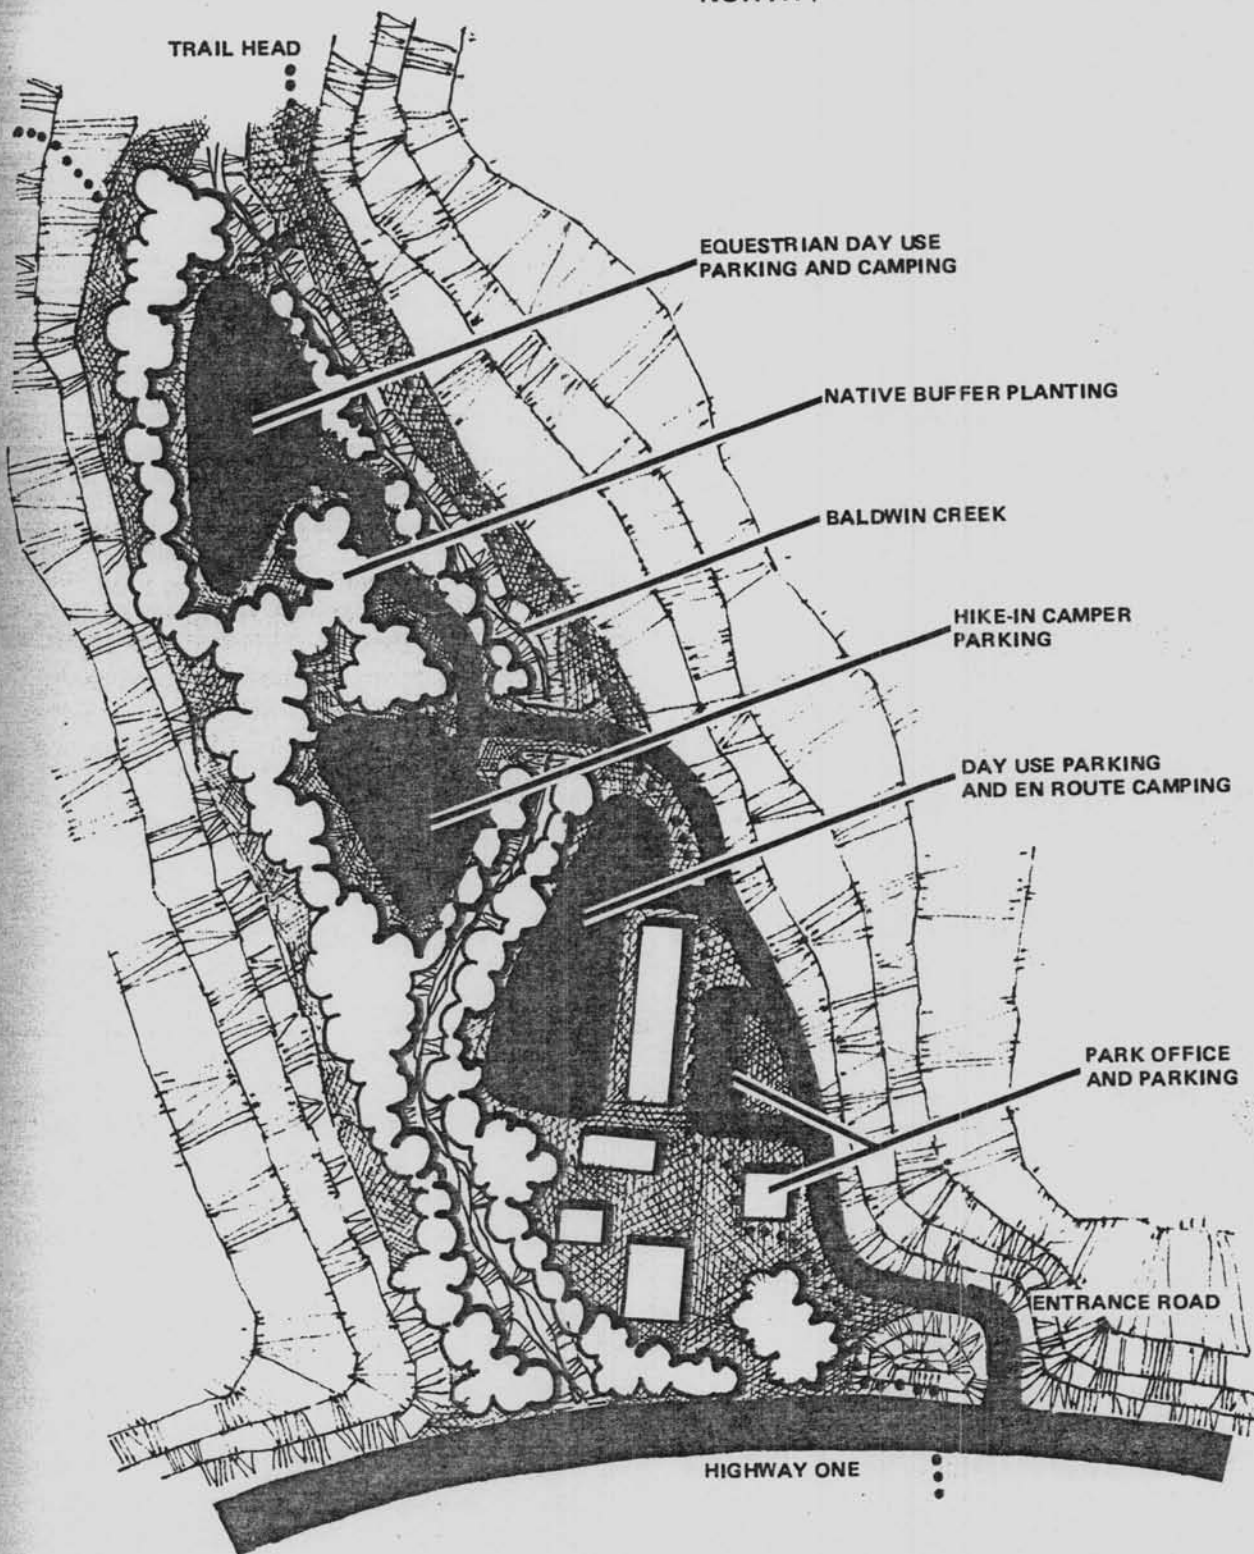 TRAIL HEAD
EQUESTRIAN DAY USE
PARKING AND CAMPING
NATIVE BUFFER PLANTING
BALDWIN CREEK
HIKE-IN CAMPER
PARKING
DAY USE PARKING
AND EN ROUTE CAMPING
PARK OFFICE
AND PARKING
ENTRANCE ROAD
HIGHWAY ONE